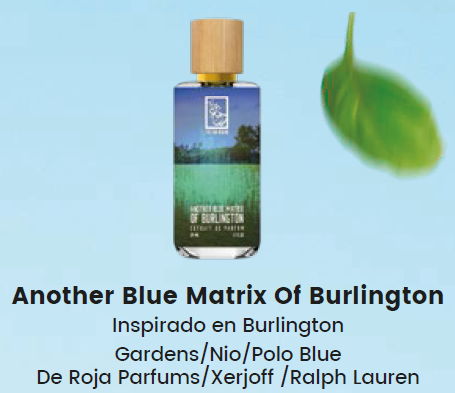 ANOTHER BLUE MATRIX
OF BURLINGTON
EXTRAIT DE PARFUM
Another Blue Matrix Of Burlington
Inspirado en Burlington
Gardens/Nio/Polo Blue
De Roja Parfums/Xerjoff /Ralph Lauren